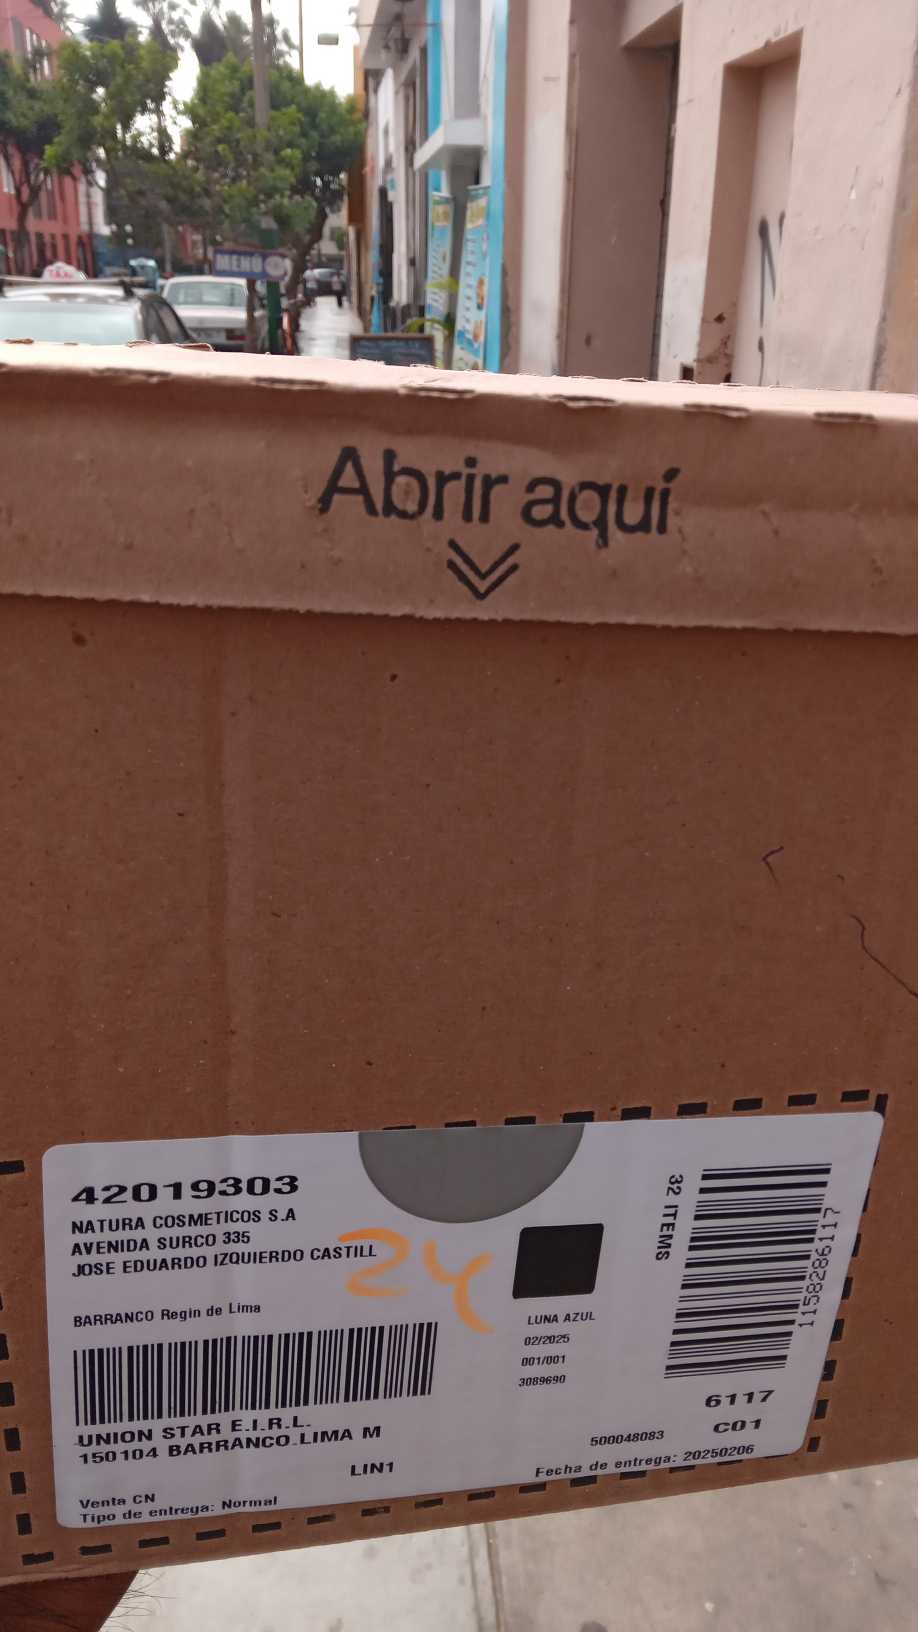 TAXI
MENÚ
Abrir aquí
42019303
NATURA COSMETICOS S.A
AVENIDA SURCO 335
JOSE EDUARDO IZQUIERDO CASTILL
24
BARRANCO Regin de Lima
UNION STAR E.I.R.L.
150104 BARRANCO.LIMA M
LIN1
Venta CN
Tipo de entrega: Normal
LUNA AZUL
02/2025
001/001
3089690
32 ITEMS
1158286117
6117
C01
500048083
Fecha de entrega: 20250206